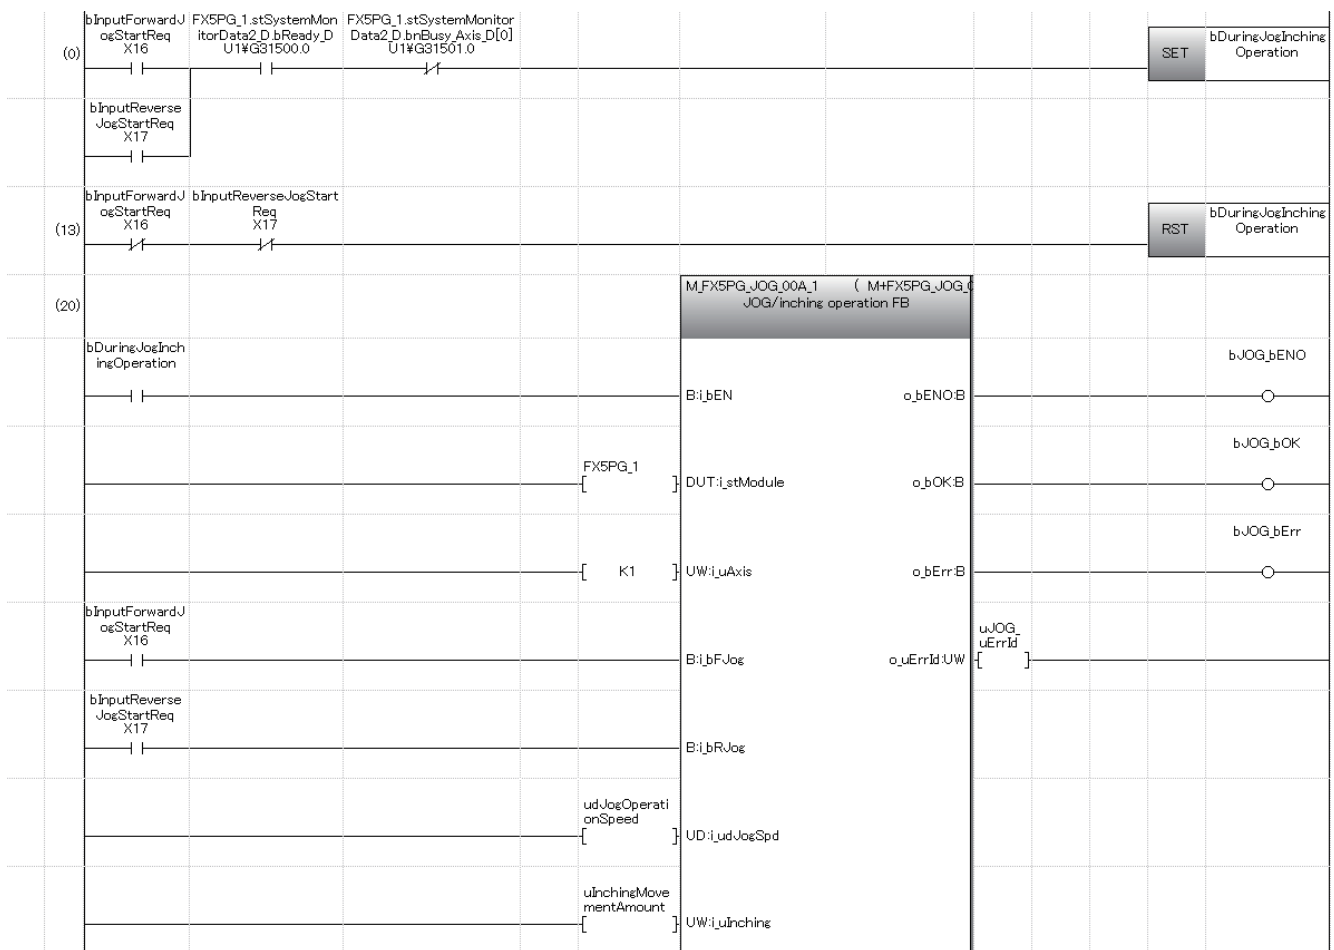 bInputForwardJ
ogStartReq
X16
FX5PG_1.stSystemMon
itorData2_D.bReady_D
U1¥G31500.0
FX5PG_1.stSystemMonitor
Data2_D.bnBusy_Axis_D[0]
U1¥G31501.0
(0)
SET
bDuringJogInching
Operation
bInputReverse
JogStartReq
X17
bInputForwardJ
ogStartReq
X16
bInputReverseJogStart
Req
X17
(13)
RST
bDuringJogInching
Operation
(20)
M_FX5PG_JOG_00A_1 ( M+FX5PG_JOG_0
JOG/inching operation FB
bDuringJogInch
ingOperation
B:i_bEN
o_bENO:B
bJOG_bENO
FX5PG_1
DUT:i_stModule
o_bOK:B
bJOG_bOK
K1
UW:i_uAxis
o_bErr:B
bJOG_bErr
bInputForwardJ
ogStartReq
X16
B:i_bFJog
o_uErrId:UW
uJOG_
uErrId
bInputReverse
JogStartReq
X17
B:i_bRJog
udJogOperati
onSpeed
UD:i_udJogSpd
uInchingMove
mentAmount
UW:i_uInching